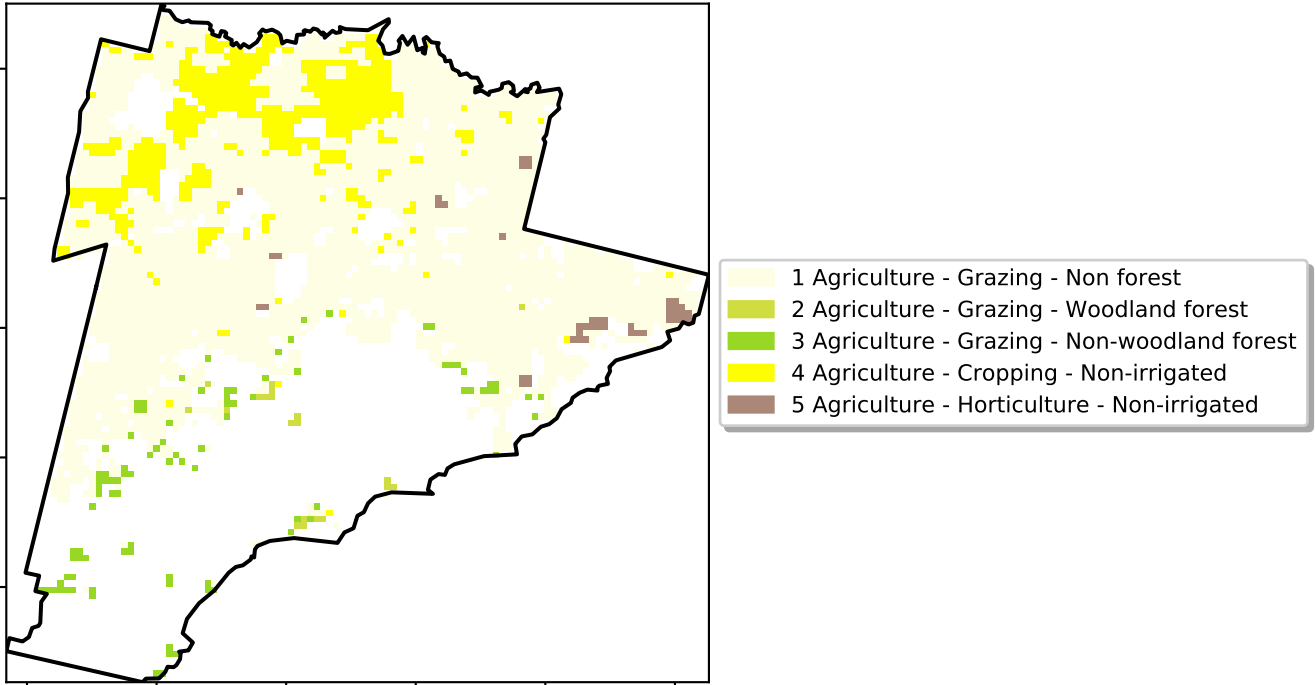 1 Agriculture - Grazing - Non forest
2 Agriculture - Grazing - Woodland forest
3 Agriculture - Grazing - Non-woodland forest
4 Agriculture - Cropping - Non-irrigated
5 Agriculture - Horticulture - Non-irrigated